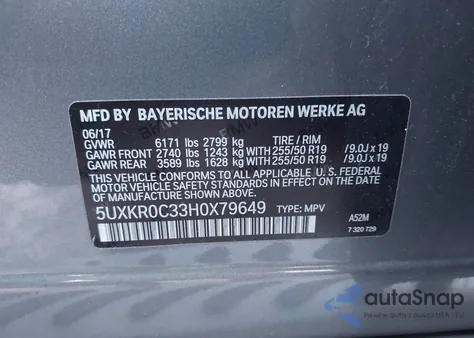 MFD BY BAYERISCHE MOTOREN WERKE AG
06/17
GVWR 6171 lbs 2799 kg TIRE / RIM
GAWR FRONT 2740 lbs 1243 kg WITH 255/50 R19 /9.0J x 19
GAWR REAR 3589 lbs 1628 kg WITH 255/50 R19 /9.0J x 19
THIS VEHICLE CONFORMS TO ALL APPLICABLE U.S. FEDERAL
MOTOR VEHICLE SAFETY STANDARDS IN EFFECT ON THE
DATE OF MANUFACTURE SHOWN ABOVE.
5UXKR0C33H0X79649 TYPE: MPV
A52M
7 320 729
autoSnap
Pewne auto z USA